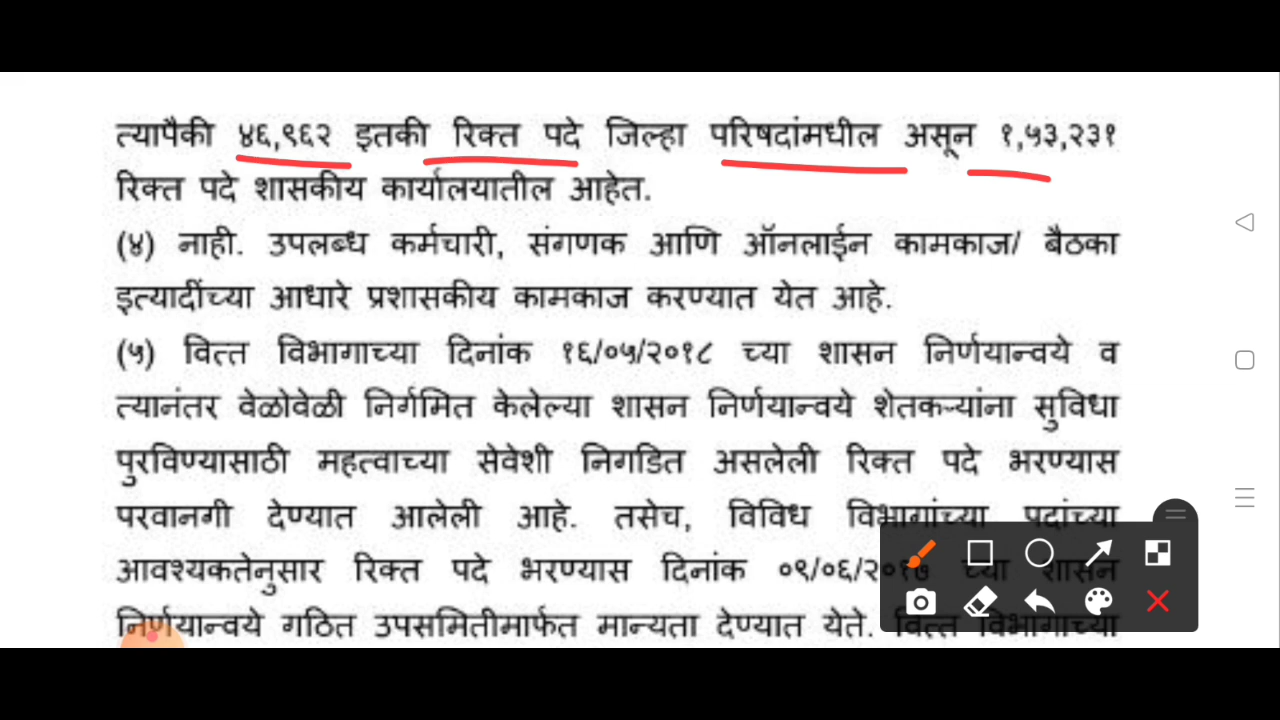 त्यापैकी ४६,९६२ इतकी रिक्त पदे जिल्हा परिषदांमधील असून १,५३,२३१
रिक्त पदे शासकीय कार्यालयातील आहेत.
(४) नाही. उपलब्ध कर्मचारी, संगणक आणि ऑनलाईन कामकाज/ बैठका
इत्यादींच्या आधारे प्रशासकीय कामकाज करण्यात येत आहे.
(५) वित्त विभागाच्या दिनांक १६/०५/२०१८ च्या शासन निर्णयान्वये व
त्यानंतर वेळोवेळी निर्गमित केलेल्या शासन निर्णयान्वये शेतकऱ्यांना सुविधा
पुरविण्यासाठी महत्वाच्या सेवेशी निगडित असलेली रिक्त पदे भरण्यास
परवानगी देण्यात आलेली आहे. तसेच, विविध विभागांच्या पदांच्या
आवश्यकतेनुसार रिक्त पदे भरण्यास दिनांक ०९/०६/२०१७ च्या शासन
निर्णयान्वये गठित उपसमितीमार्फत मान्यता देण्यात येते. वित्त विभागाच्या